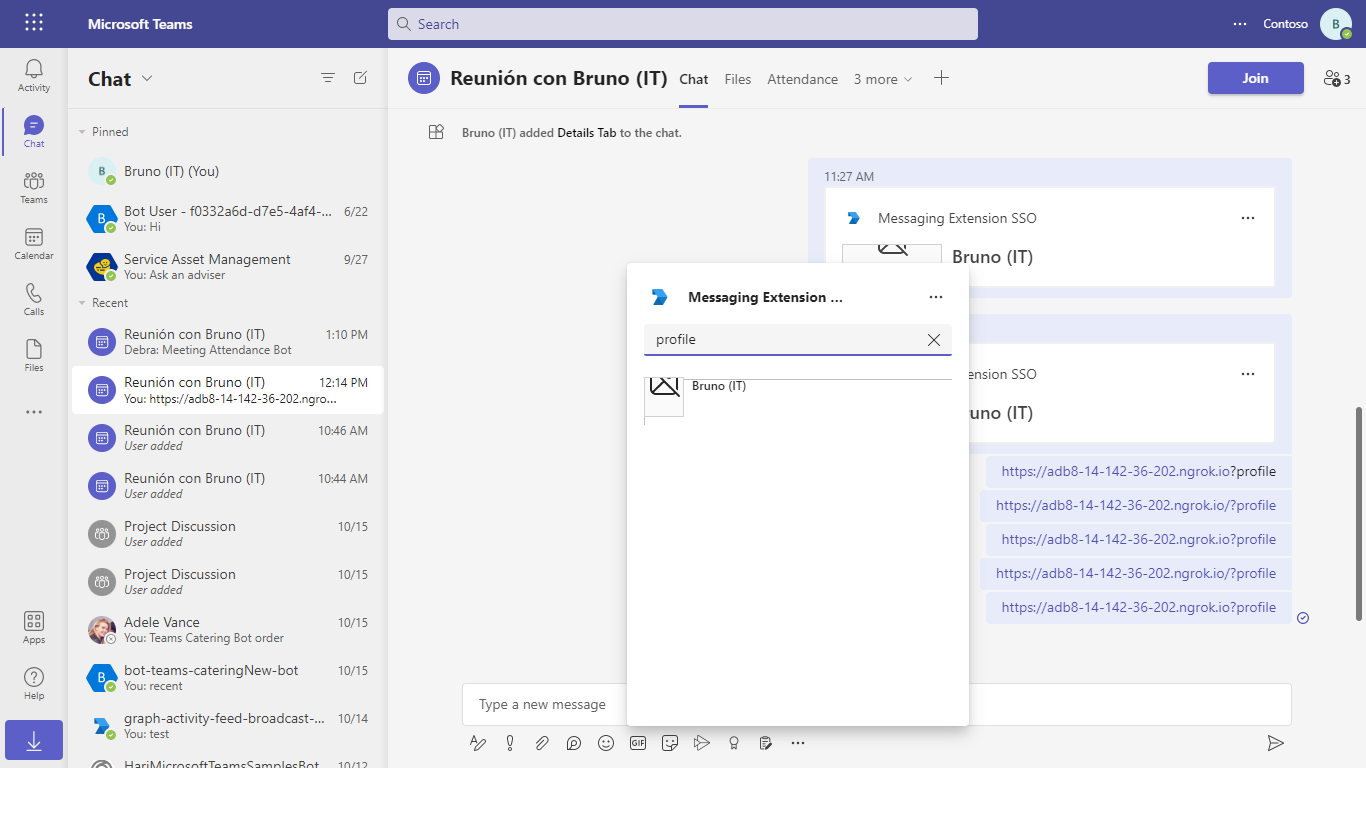 Microsoft Teams
Search
Contoso
B
Activity
Chat
Teams
Calendar
Calls
Files
Apps
Help
Chat
Pinned
B
Bruno (IT) (You)
B
Bot User - f0332a6d-d7e5-4af4-...
6/22
You: Hi
Service Asset Management
9/27
You: Ask an adviser
Recent
Reunión con Bruno (IT)
1:10 PM
Debra: Meeting Attendance Bot
Reunión con Bruno (IT)
12:14 PM
You: https://adb8-14-142-36-202.ngro...
Reunión con Bruno (IT)
10:46 AM
User added
Reunión con Bruno (IT)
10:44 AM
User added
Project Discussion
10/15
User added
Project Discussion
10/15
User added
Adele Vance
10/15
You: Teams Catering Bot order
B
bot-teams-cateringNew-bot
10/15
You: recent
graph-activity-feed-broadcast-...
10/14
You: test
HariMicrosoftTeamsSamplesBot
10/12
Reunión con Bruno (IT)
Chat
Files
Attendance
3 more
Join
3
Bruno (IT) added Details Tab to the chat.
11:27 AM
Messaging Extension SSO
Bruno (IT)
Messaging Extension ...
profile
Bruno (IT)
ension SSO
uno (IT)
https://adb8-14-142-36-202.ngrok.io?profile
https://adb8-14-142-36-202.ngrok.io/?profile
https://adb8-14-142-36-202.ngrok.io?profile
https://adb8-14-142-36-202.ngrok.io/?profile
https://adb8-14-142-36-202.ngrok.io?profile
Type a new message
GIF